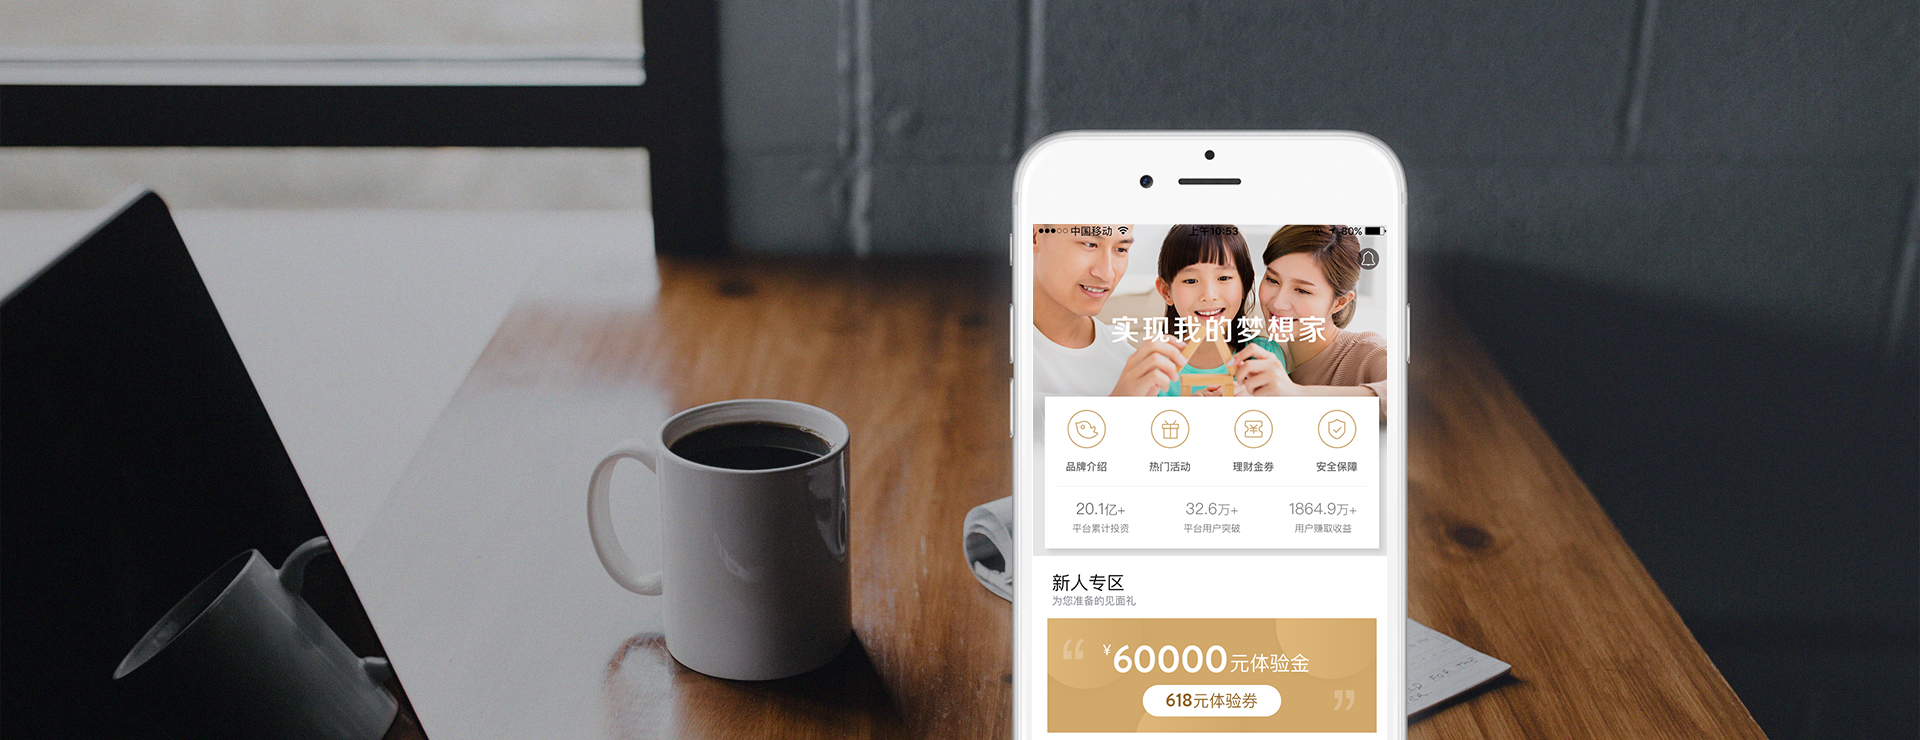 中国移动 上午10:53 80%
实现我的梦想家
品牌介绍 热门活动 理财金券 安全保障
20.1亿+ 32.6万+ 1864.9万+
平台累计投资 平台用户突破 用户赚取收益
新人专区
为您准备的见面礼
“ ¥60000元体验金
618元体验券 ”